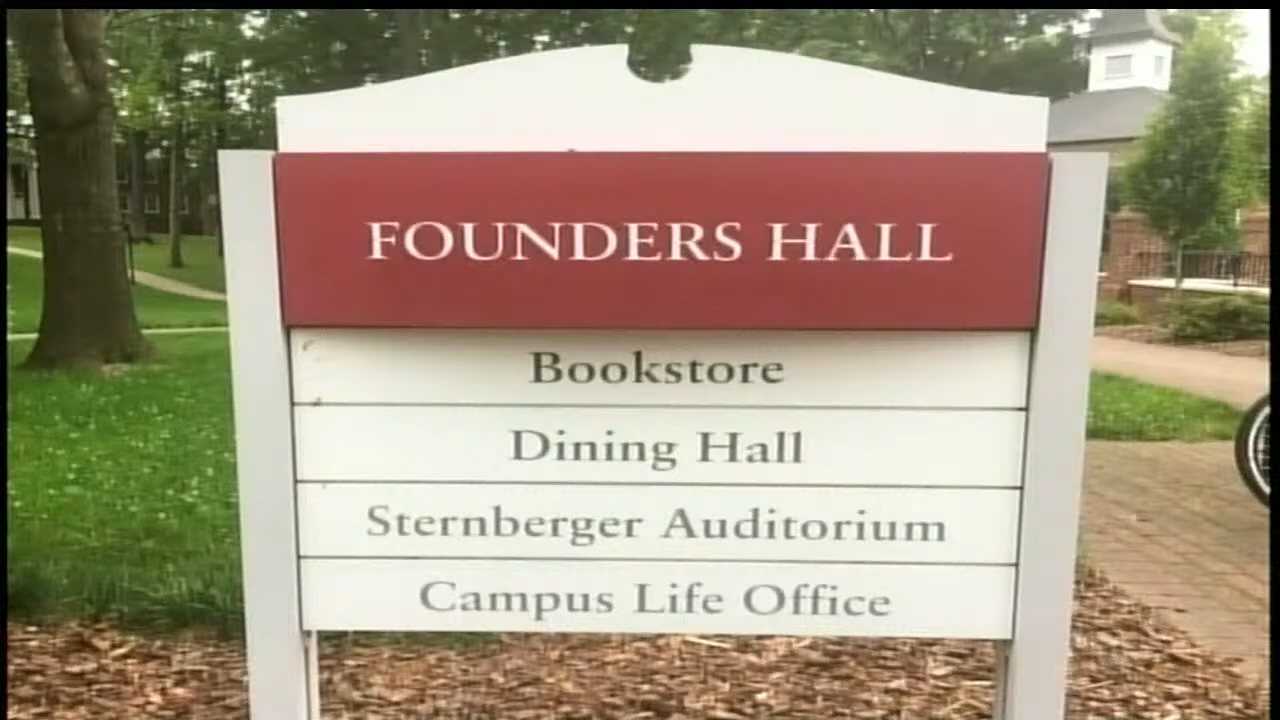 FOUNDERS HALL
Bookstore
Dining Hall
Sternberger Auditorium
Campus Life Office